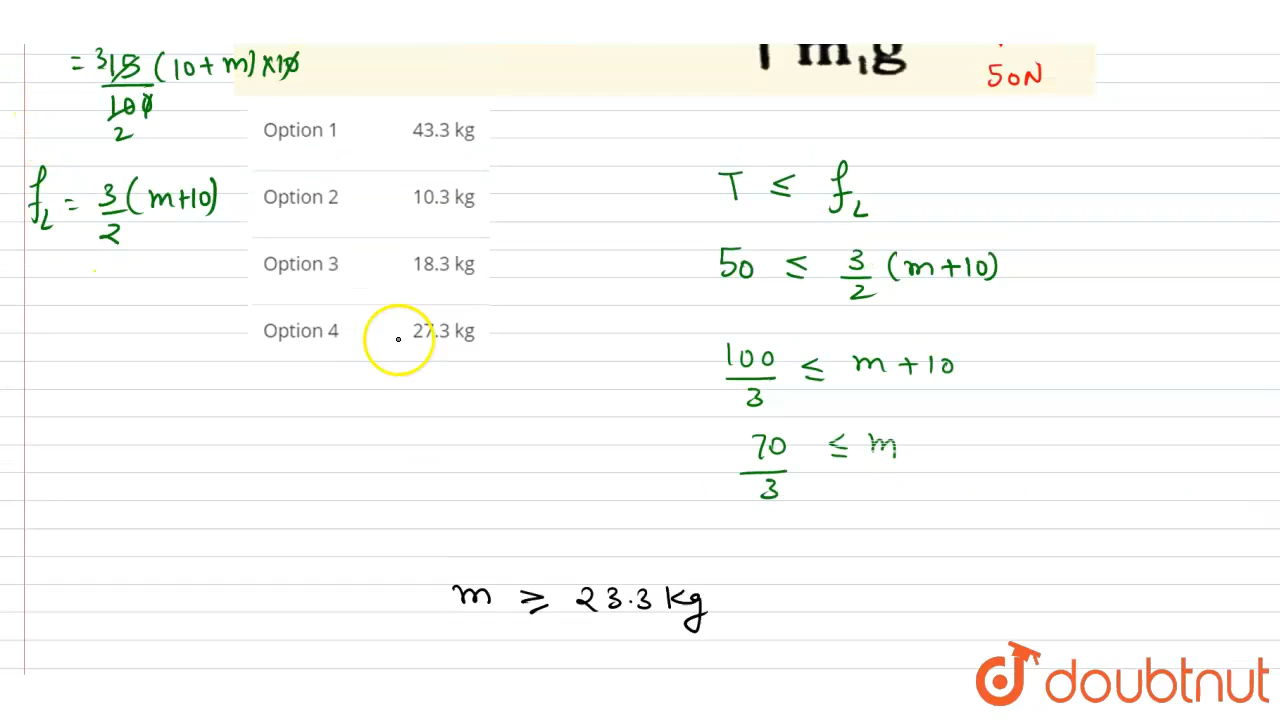 = 3 15 (10 + m) × 10
100
2
f_L = 3/2 (m+10)
m₁g
50N
Option 1 43.3 kg
Option 2 10.3 kg
Option 3 18.3 kg
Option 4 27.3 kg
T ≤ f_L
50 ≤ 3/2 (m+10)
100/3 ≤ m + 10
70/3 ≤ m
m ≥ 23.3 kg
doubtnut